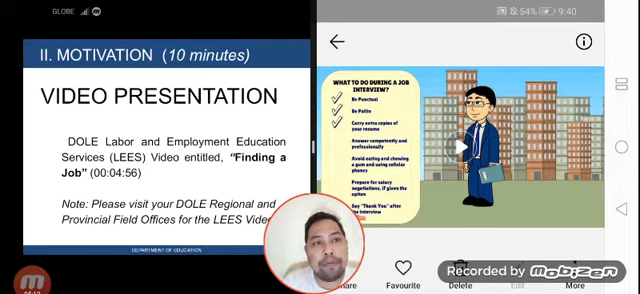 GLOBE
54%
9:40
II. MOTIVATION (10 minutes)
VIDEO PRESENTATION
DOLE Labor and Employment Education
Services (LEES) Video entitled, "Finding a
Job" (00:04:56)
Note: Please visit your DOLE Regional and
Provincial Field Offices for the LEES Vide
DEPARTMENT OF EDUCATION
WHAT TO DO DURING A JOB
INTERVIEW?
Be Punctual
Be Polite
Carry extra copies of
your resume
Answer competently and
professionally
Avoid eating and chewing
a gum and using cellular
phones
Prepare for salary
negotiations, if given the
option
Say "Thank You" after
the interview
hare
Favourite
Delete
Edit
More
Recorded by mobizen